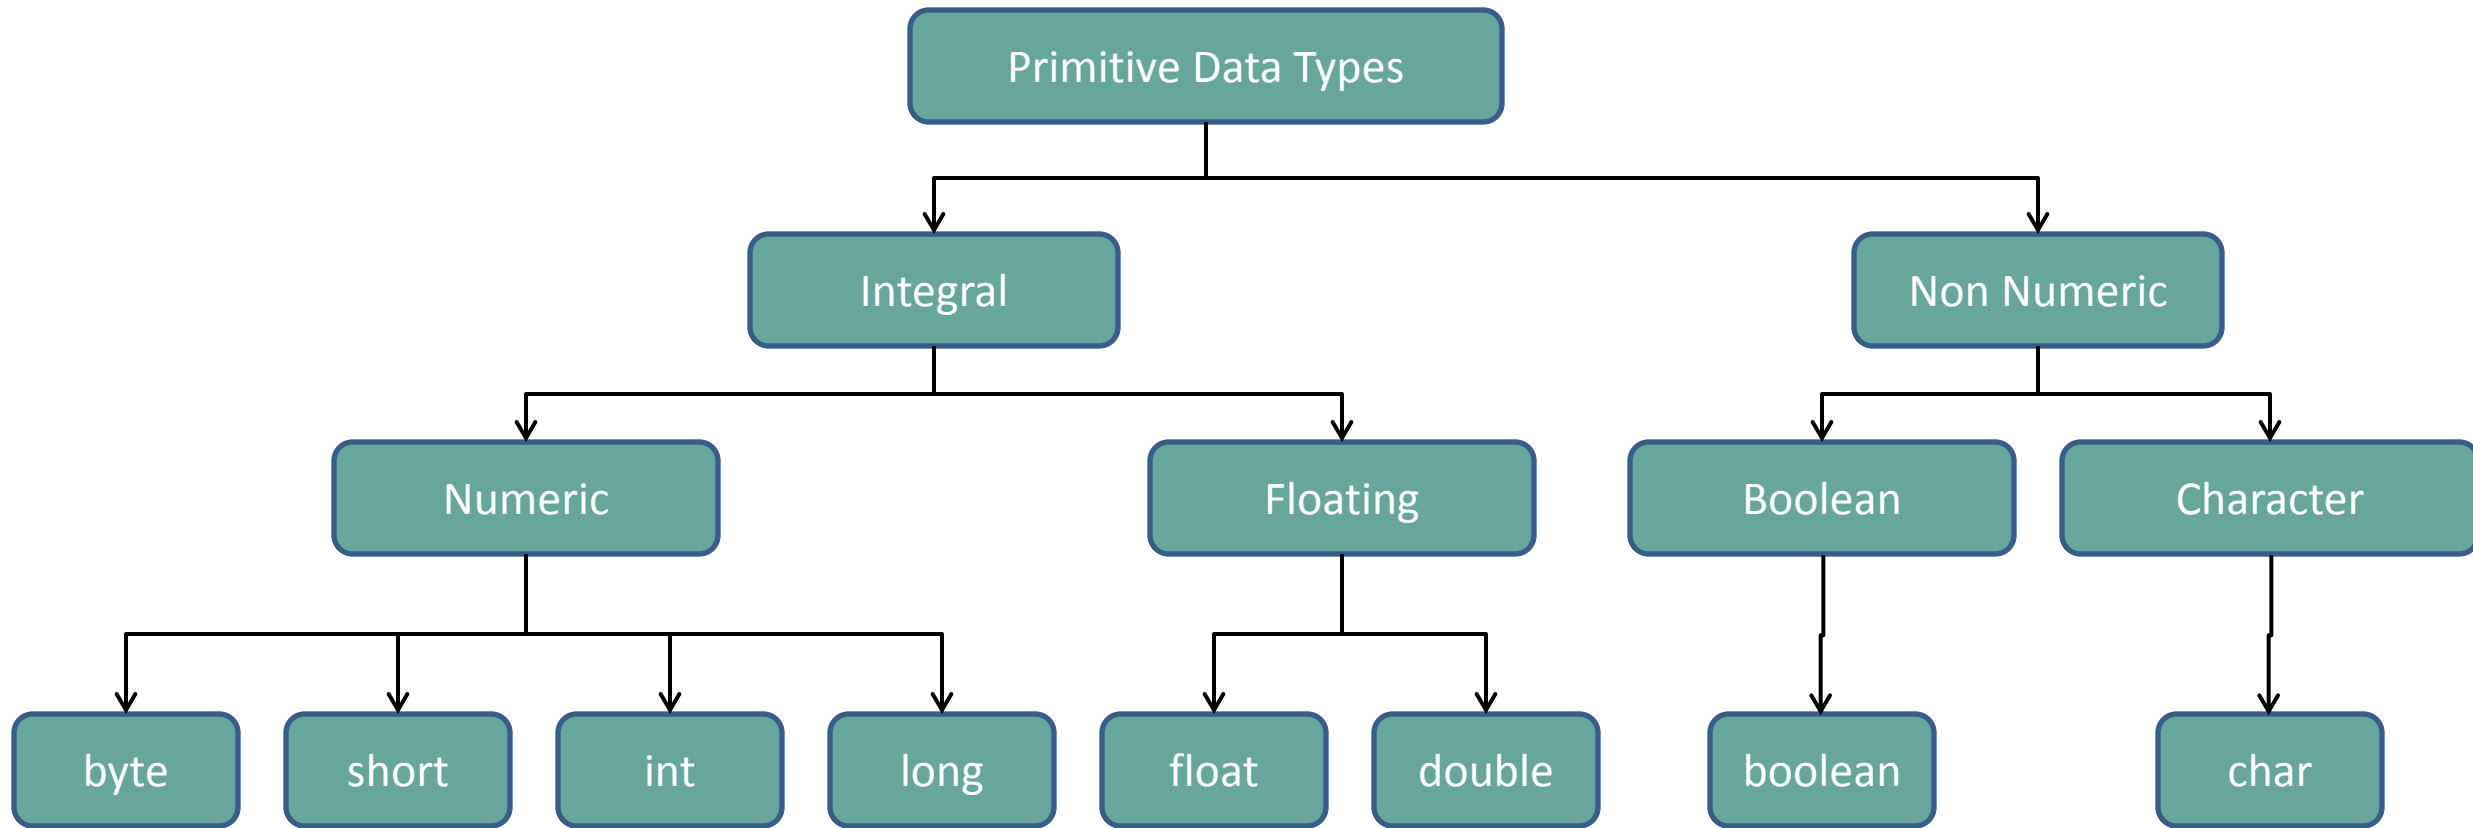 Primitive Data Types
Integral
Non Numeric
Numeric
Floating
Boolean
Character
byte
short
int
long
float
double
boolean
char